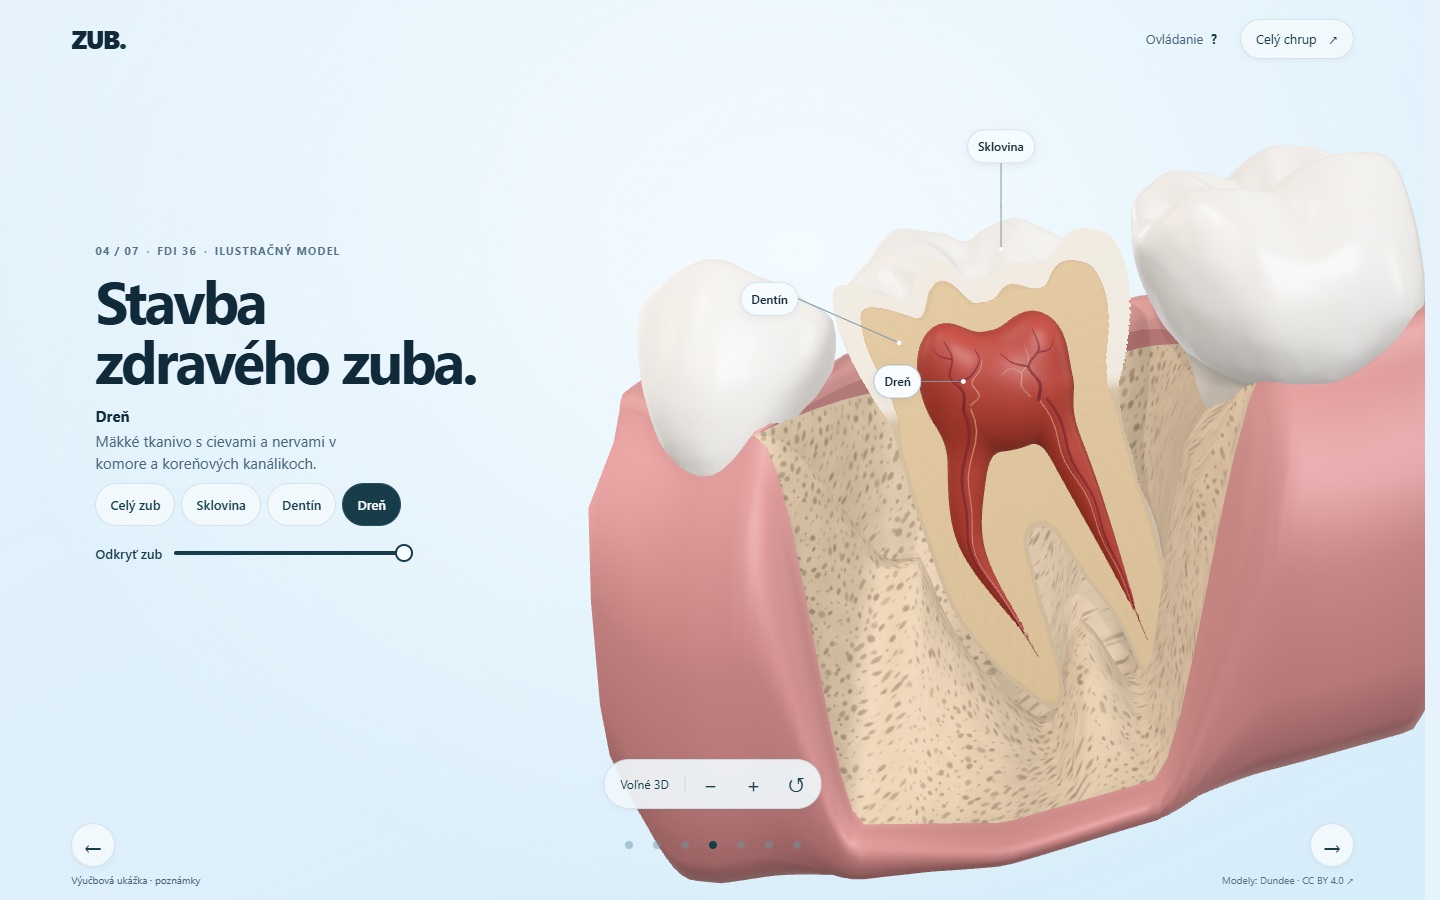 ZUB.
Ovládanie ?
Celý chrup ↗
Sklovina
04 / 07 · FDI 36 · ILUSTRAČNÝ MODEL
Stavba
zdravého zuba.
Dentín
Dreň
Dreň
Mäkké tkanivo s cievami a nervami v
komore a koreňových kanálikoch.
Celý zub
Sklovina
Dentín
Dreň
Odkryť zub
Voľné 3D − + ↺
←
→
Výučbová ukážka · poznámky
Modely: Dundee · CC BY 4.0 ↗